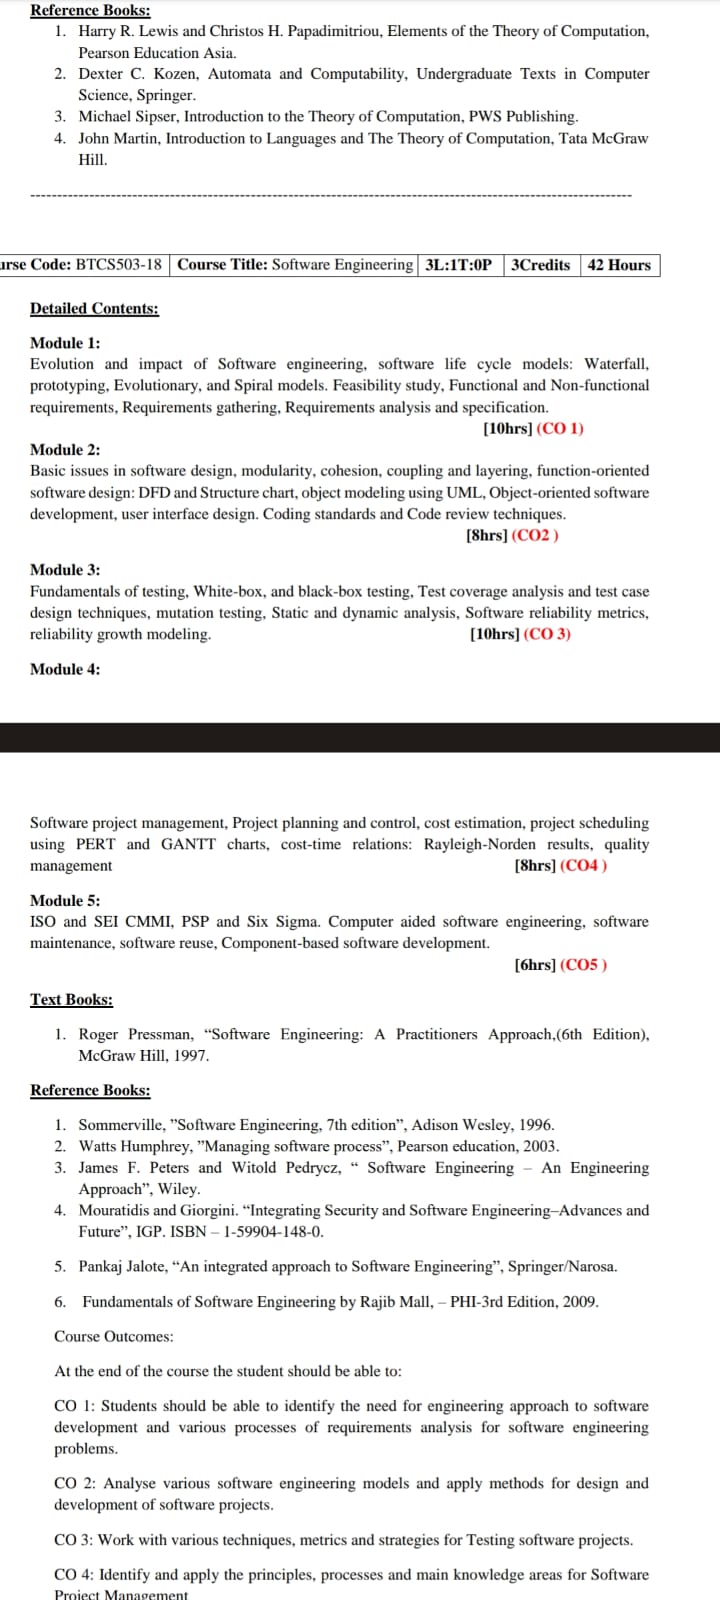 Reference Books:
1. Harry R. Lewis and Christos H. Papadimitriou, Elements of the Theory of Computation,
Pearson Education Asia.
2. Dexter C. Kozen, Automata and Computability, Undergraduate Texts in Computer
Science, Springer.
3. Michael Sipser, Introduction to the Theory of Computation, PWS Publishing.
4. John Martin, Introduction to Languages and The Theory of Computation, Tata McGraw
Hill.
urse Code: BTCS503-18 Course Title: Software Engineering 3L:1T:0P 3Credits 42 Hours
Detailed Contents:
Module 1:
Evolution and impact of Software engineering, software life cycle models: Waterfall,
prototyping, Evolutionary, and Spiral models. Feasibility study, Functional and Non-functional
requirements, Requirements gathering, Requirements analysis and specification.
[10hrs] (CO 1)
Module 2:
Basic issues in software design, modularity, cohesion, coupling and layering, function-oriented
software design: DFD and Structure chart, object modeling using UML, Object-oriented software
development, user interface design. Coding standards and Code review techniques.
[8hrs] (CO2 )
Module 3:
Fundamentals of testing, White-box, and black-box testing, Test coverage analysis and test case
design techniques, mutation testing, Static and dynamic analysis, Software reliability metrics,
reliability growth modeling. [10hrs] (CO 3)
Module 4:
Software project management, Project planning and control, cost estimation, project scheduling
using PERT and GANTT charts, cost-time relations: Rayleigh-Norden results, quality
management [8hrs] (CO4 )
Module 5:
ISO and SEI CMMI, PSP and Six Sigma. Computer aided software engineering, software
maintenance, software reuse, Component-based software development.
[6hrs] (CO5 )
Text Books:
1. Roger Pressman, “Software Engineering: A Practitioners Approach,(6th Edition),
McGraw Hill, 1997.
Reference Books:
1. Sommerville, ”Software Engineering, 7th edition”, Adison Wesley, 1996.
2. Watts Humphrey, ”Managing software process”, Pearson education, 2003.
3. James F. Peters and Witold Pedrycz, “ Software Engineering – An Engineering
Approach”, Wiley.
4. Mouratidis and Giorgini. “Integrating Security and Software Engineering–Advances and
Future”, IGP. ISBN – 1-59904-148-0.
5. Pankaj Jalote, “An integrated approach to Software Engineering”, Springer/Narosa.
6. Fundamentals of Software Engineering by Rajib Mall, – PHI-3rd Edition, 2009.
Course Outcomes:
At the end of the course the student should be able to:
CO 1: Students should be able to identify the need for engineering approach to software
development and various processes of requirements analysis for software engineering
problems.
CO 2: Analyse various software engineering models and apply methods for design and
development of software projects.
CO 3: Work with various techniques, metrics and strategies for Testing software projects.
CO 4: Identify and apply the principles, processes and main knowledge areas for Software
Project Management